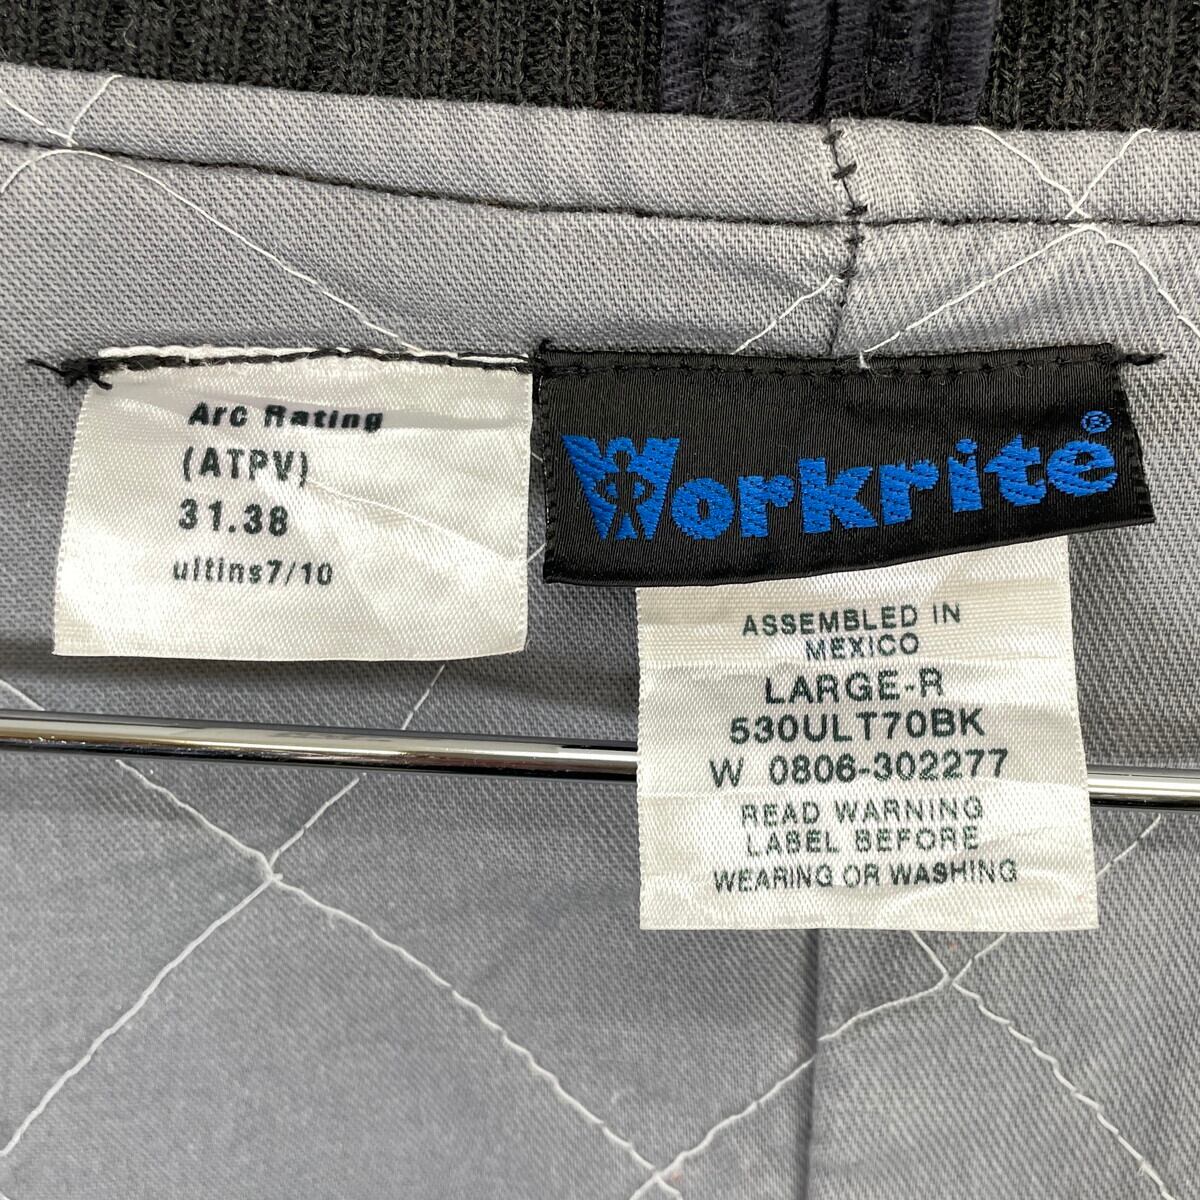 Arc Rating
(ATPV)
31.38
ultins7/10
Workrite®
ASSEMBLED IN
MEXICO
LARGE-R
530ULT70BK
W 0806-302277
READ WARNING
LABEL BEFORE
WEARING OR WASHING